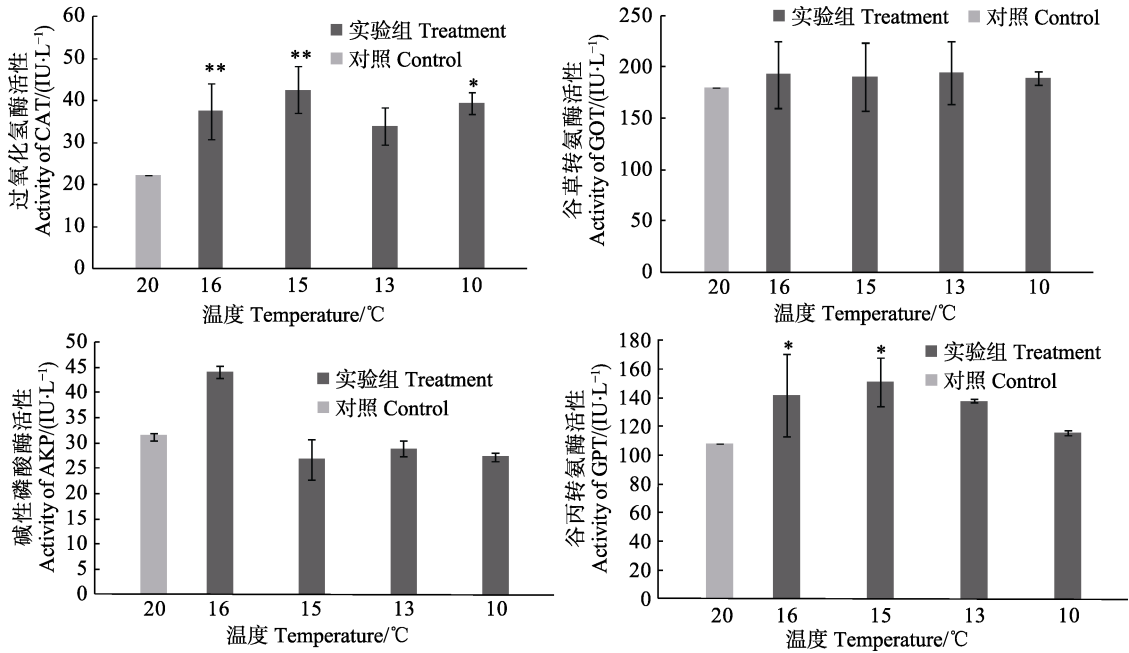 过氧化氢酶活性
Activity of CAT/(IU·L⁻¹)
60
50
40
30
20
10
0
实验组 Treatment
对照 Control
**
**
*
20 16 15 13 10
温度 Temperature/℃
谷草转氨酶活性
Activity of GOT/(IU·L⁻¹)
250
200
150
100
50
0
实验组 Treatment 对照 Control
20 16 15 13 10
温度 Temperature/℃
碱性磷酸酶活性
Activity of AKP/(IU·L⁻¹)
50
45
40
35
30
25
20
15
10
5
0
实验组 Treatment
对照 Control
20 16 15 13 10
温度 Temperature/℃
谷丙转氨酶活性
Activity of GPT/(IU·L⁻¹)
180
160
140
120
100
80
60
40
20
0
* *
实验组 Treatment
对照 Control
20 16 15 13 10
温度 Temperature/℃